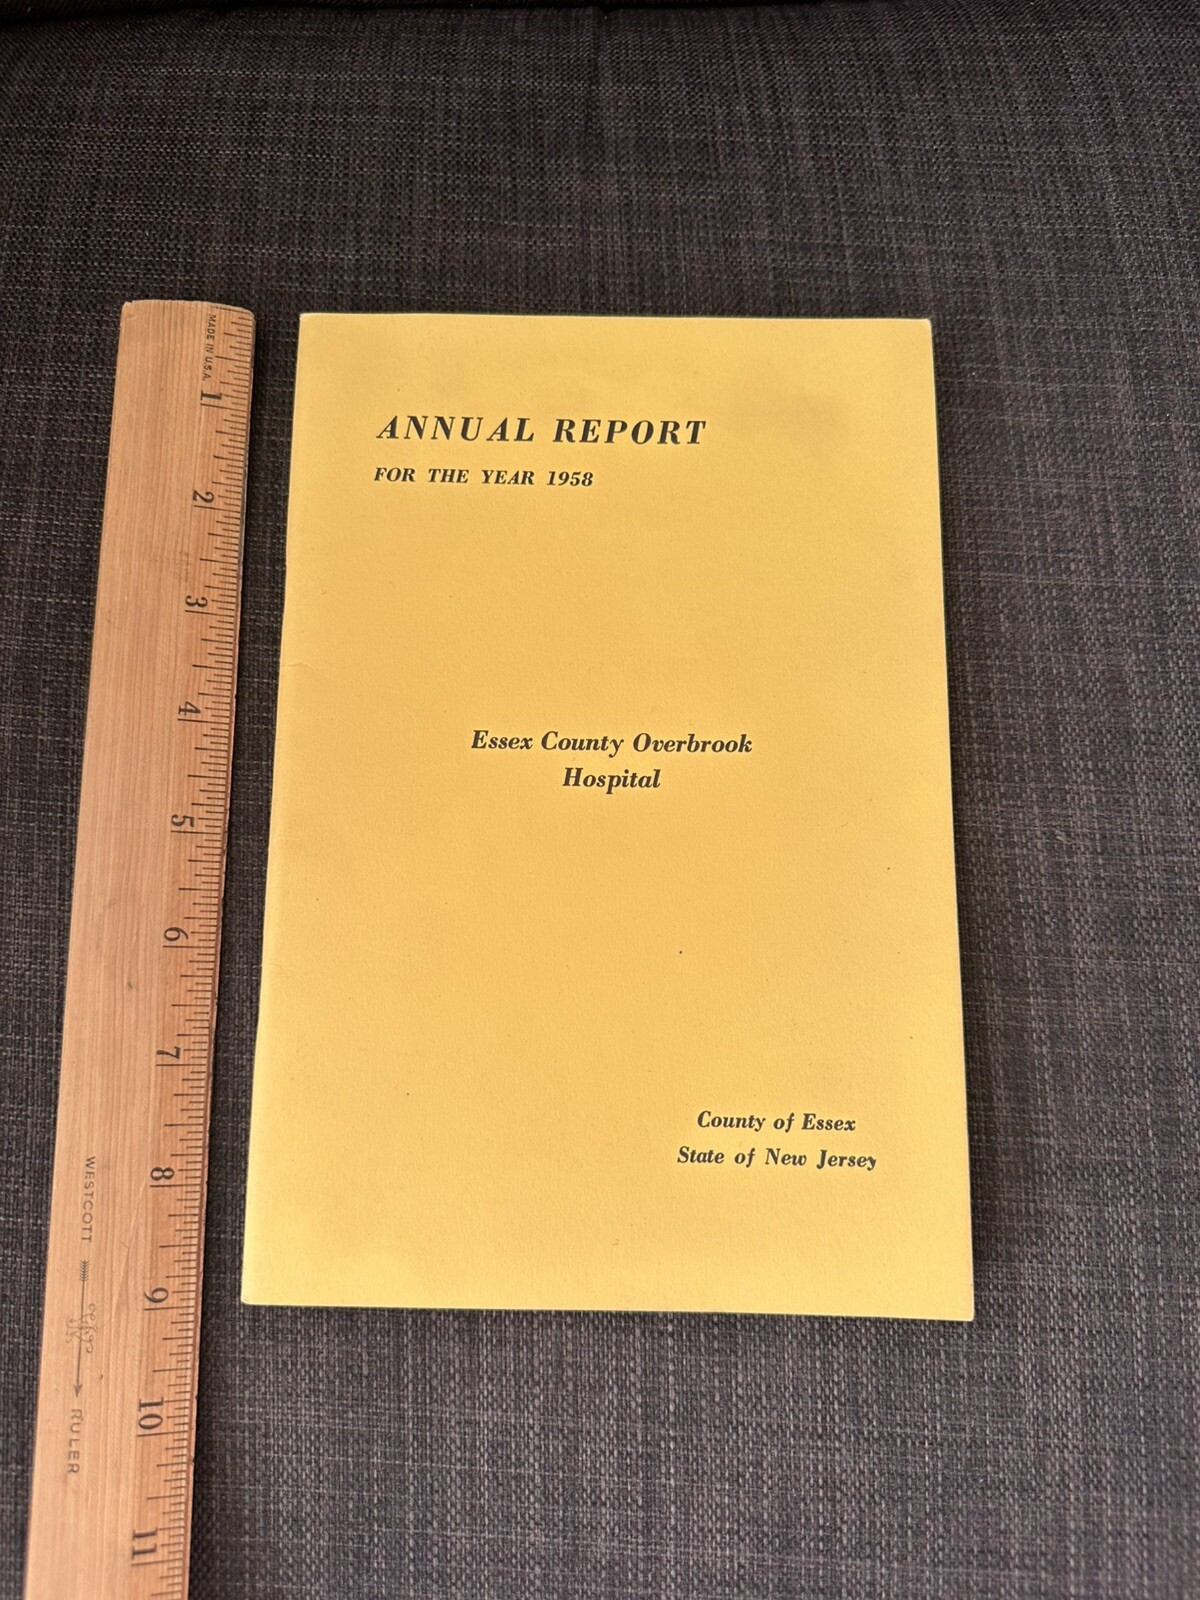 ANNUAL REPORT
FOR THE YEAR 1958
Essex County Overbrook
Hospital
County of Essex
State of New Jersey
MADE IN U.S.A.
1
2
3
4
5
6
7
8
9
10
11
WESTCOTT
RULER